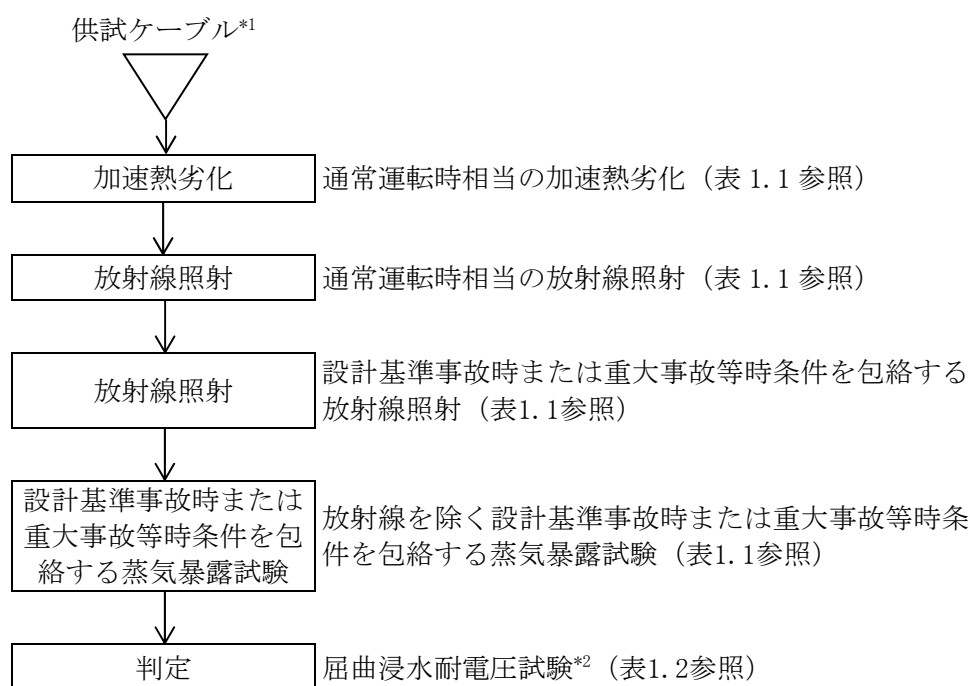 供試ケーブル*1
加速熱劣化
通常運転時相当の加速熱劣化（表 1.1 参照）
放射線照射
通常運転時相当の放射線照射（表 1.1 参照）
放射線照射
設計基準事故時または重大事故等時条件を包絡する
放射線照射（表1.1参照）
設計基準事故時または
重大事故等時条件を包
絡する蒸気暴露試験
放射線を除く設計基準事故時または重大事故等時条
件を包絡する蒸気暴露試験（表1.1参照）
判定
屈曲浸水耐電圧試験*2（表1.2参照）